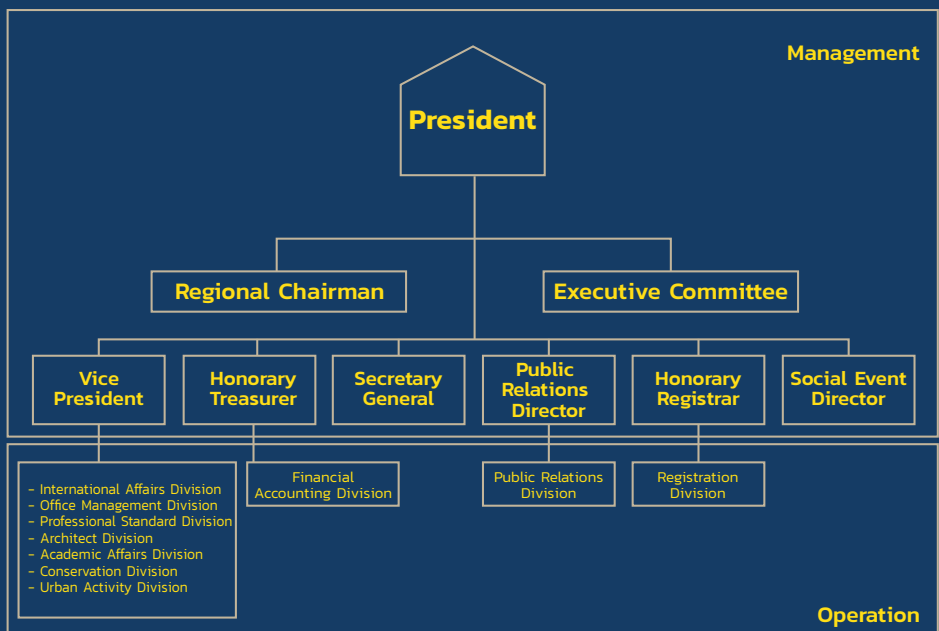 Management
President
Regional Chairman
Executive Committee
Vice
President
Honorary
Treasurer
Secretary
General
Public
Relations
Director
Honorary
Registrar
Social Event
Director
- International Affairs Division
- Office Management Division
- Professional Standard Division
- Architect Division
- Academic Affairs Division
- Conservation Division
- Urban Activity Division
Financial
Accounting Division
Public Relations
Division
Registration
Division
Operation